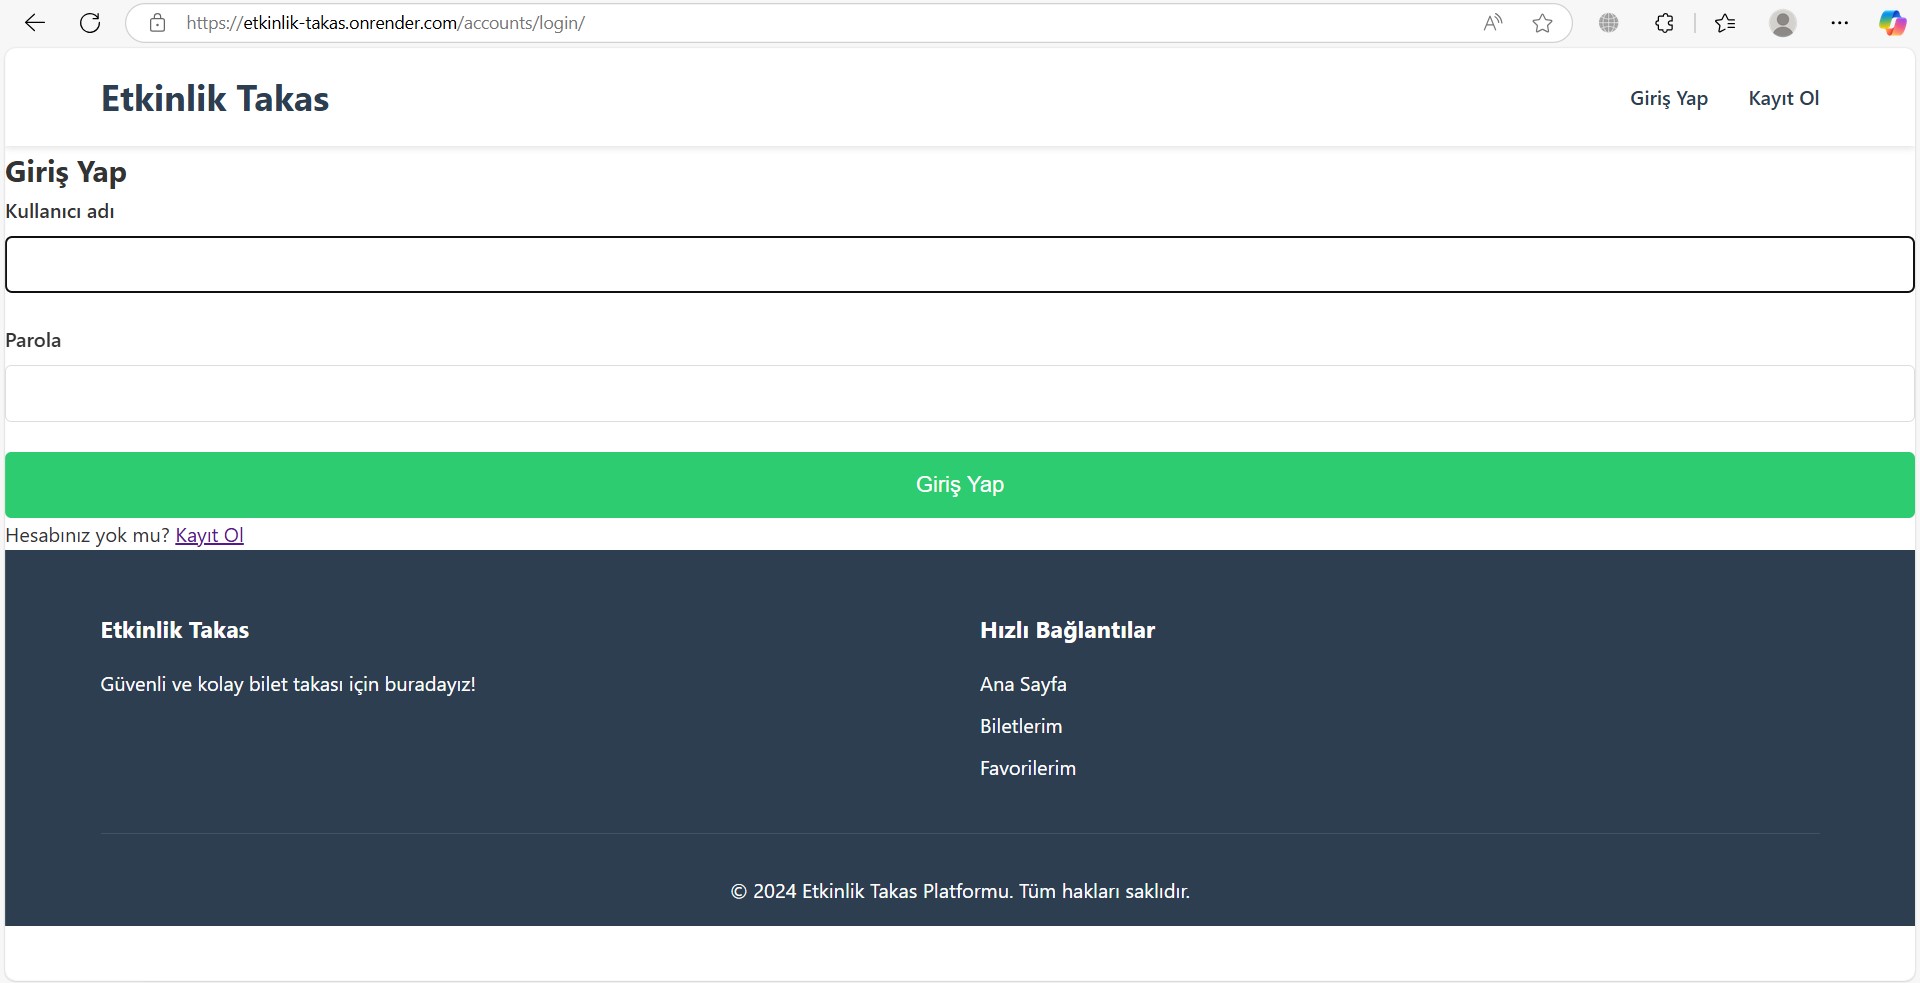 https://etkinlik-takas.onrender.com/accounts/login/
Etkinlik Takas
Giriş Yap
Kayıt Ol
Giriş Yap
Kullanıcı adı
Parola
Giriş Yap
Hesabınız yok mu? Kayıt Ol
Etkinlik Takas
Güvenli ve kolay bilet takası için buradayız!
Hızlı Bağlantılar
Ana Sayfa
Biletlerim
Favorilerim
© 2024 Etkinlik Takas Platformu. Tüm hakları saklıdır.